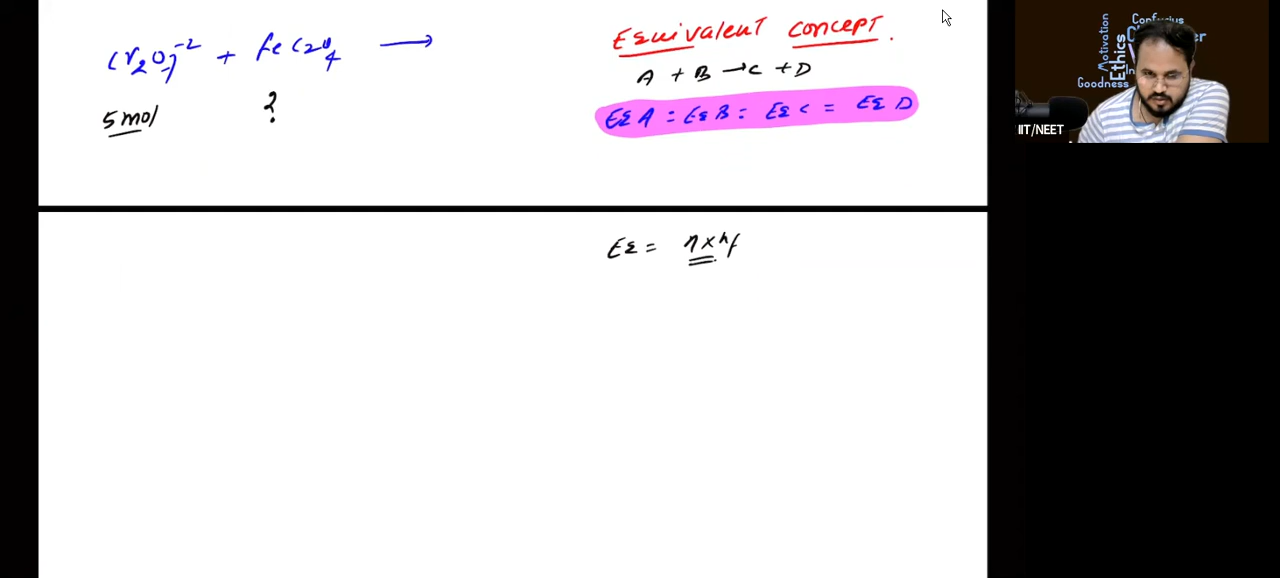 Cr2O7^-2 + FeC2O4 ⟶
5 mol ?
Equivalent concept.
A + B → C + D
Eq A = Eq B = Eq C = Eq D
Eq = n x nf
Confucius
Motivation
Ethics
Goodness
IIT/NEET